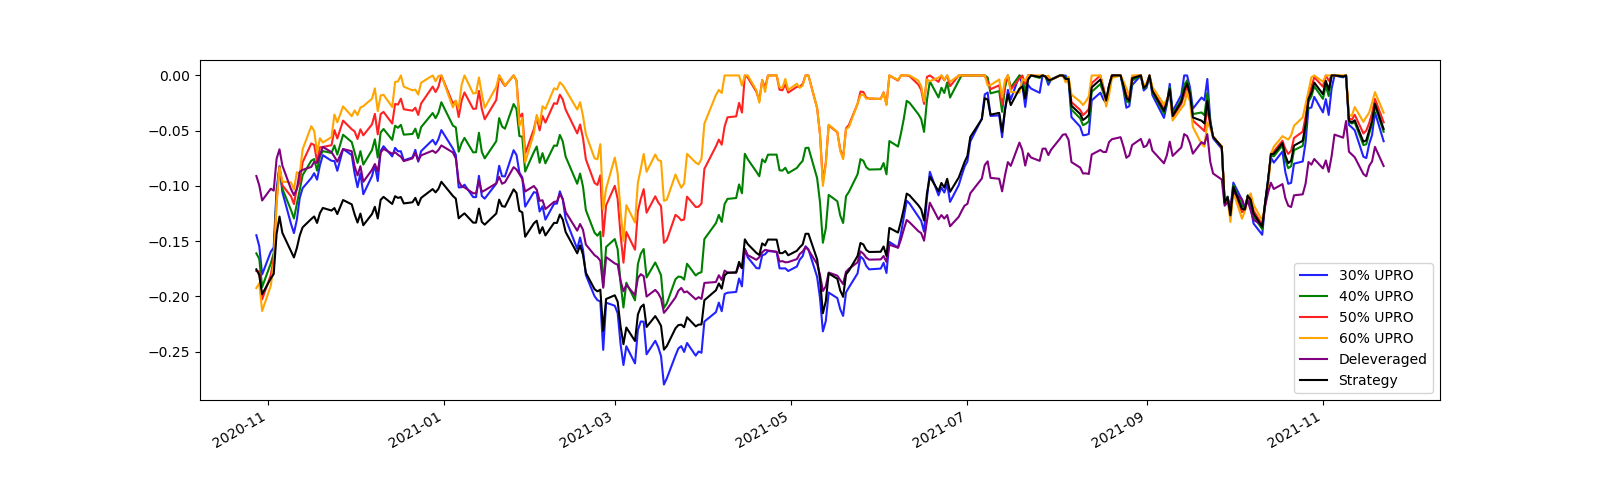 0.00
−0.05
−0.10
−0.15
−0.20
−0.25
2020-11
2021-01
2021-03
2021-05
2021-07
2021-09
2021-11
30% UPRO
40% UPRO
50% UPRO
60% UPRO
Deleveraged
Strategy